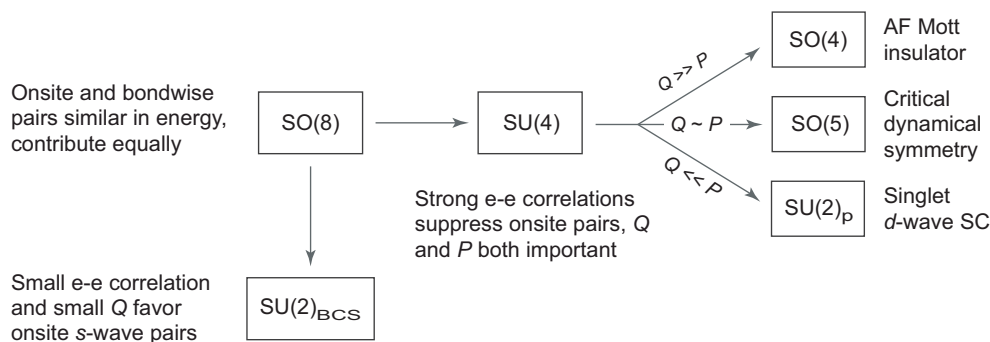 Onsite and bondwise
pairs similar in energy,
contribute equally
SO(8)
SU(4)
Q >> P
Q ~ P
Q << P
SO(4)
AF Mott
insulator
SO(5)
Critical
dynamical
symmetry
SU(2)p
Singlet
d-wave SC
Strong e-e correlations
suppress onsite pairs, Q
and P both important
Small e-e correlation
and small Q favor
onsite s-wave pairs
SU(2)BCS